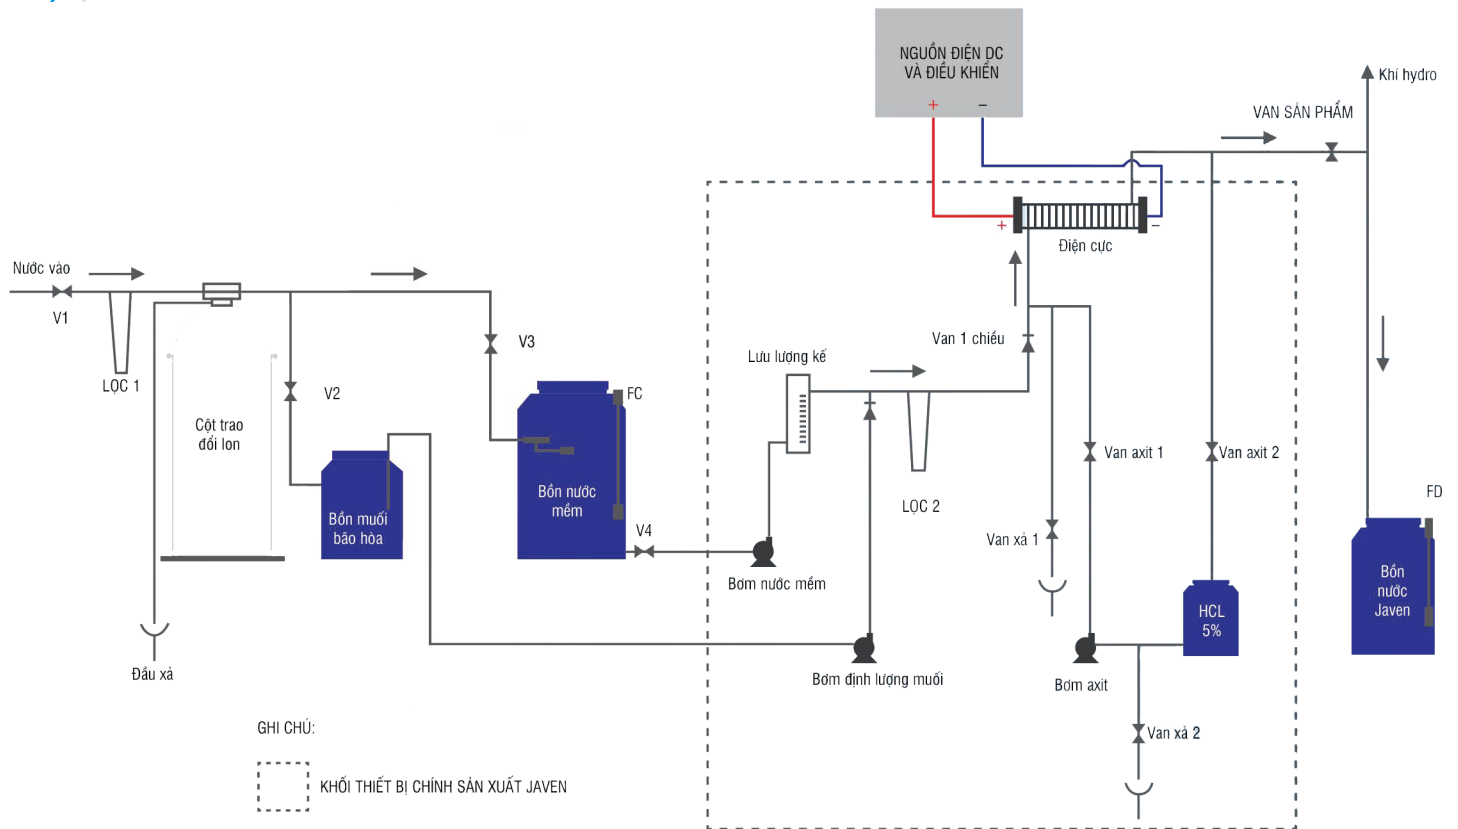 NGUỒN ĐIỆN DC
VÀ ĐIỀU KHIỂN
+ −
Khí hydro
VAN SẢN PHẨM
+ −
Điện cực
Nước vào
V1
LỌC 1
V3
V2
Van 1 chiều
Lưu lượng kế
FC
Cột trao
đổi Ion
Van axit 1
Van axit 2
Bồn nước
mềm
FD
LỌC 2
Bồn muối
bão hòa
V4
Van xả 1
Bơm nước mềm
Bồn
nước
Javen
HCL
5%
Đầu xả
Bơm định lượng muối
Bơm axit
Van xả 2
GHI CHÚ:
KHỐI THIẾT BỊ CHÍNH SẢN XUẤT JAVEN